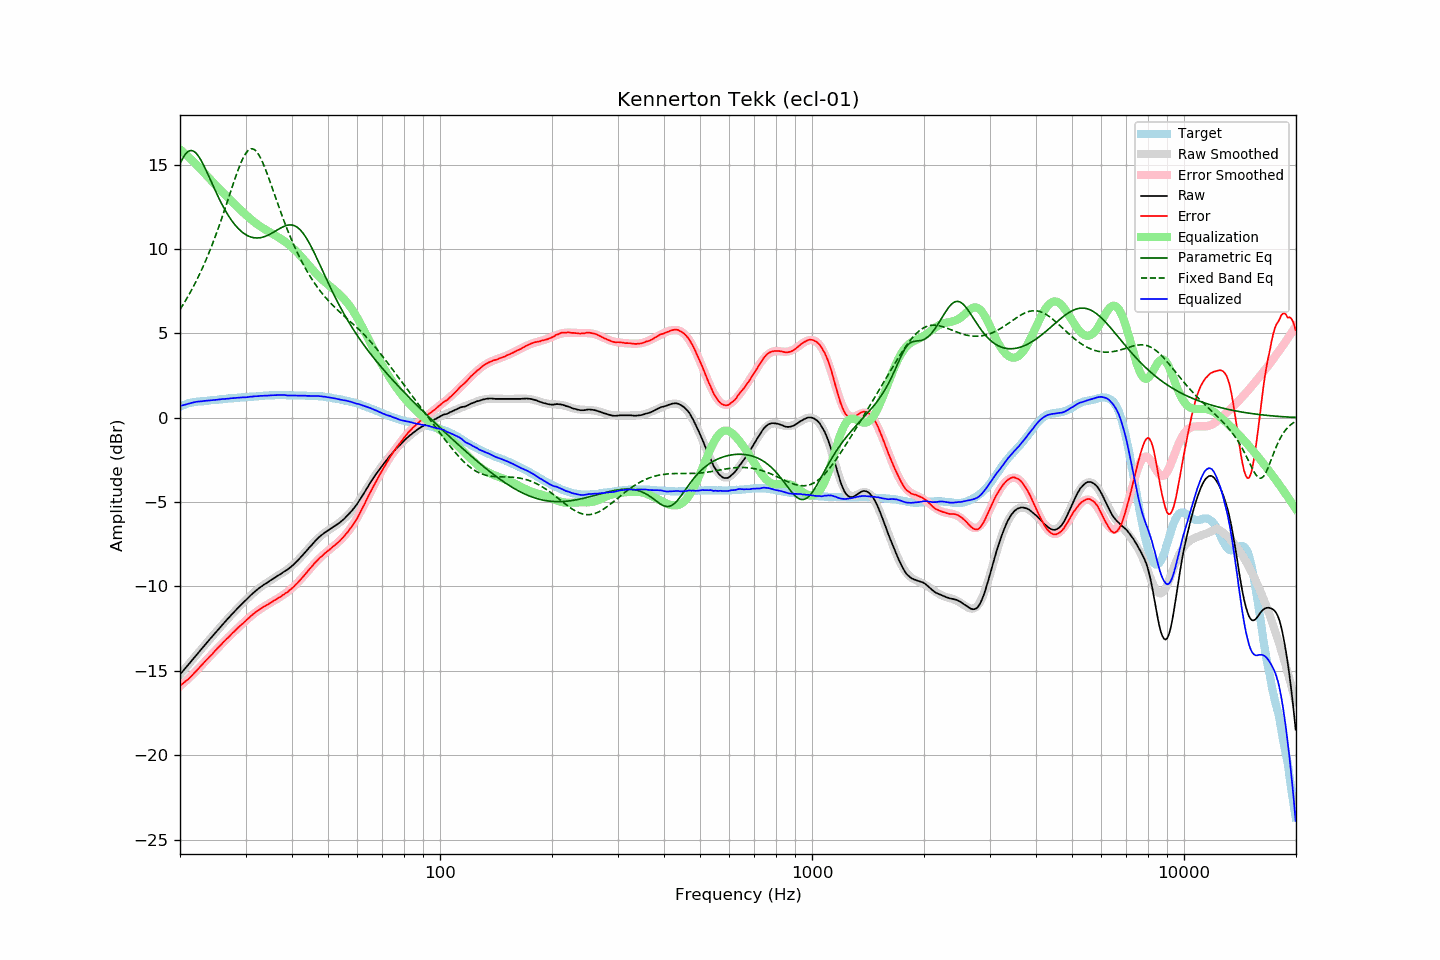 Kennerton Tekk (ecl-01)
Target
Raw Smoothed
Error Smoothed
Raw
Error
Equalization
Parametric Eq
Fixed Band Eq
Equalized
15
10
5
0
−5
−10
−15
−20
−25
Amplitude (dBr)
100
1000
10000
Frequency (Hz)